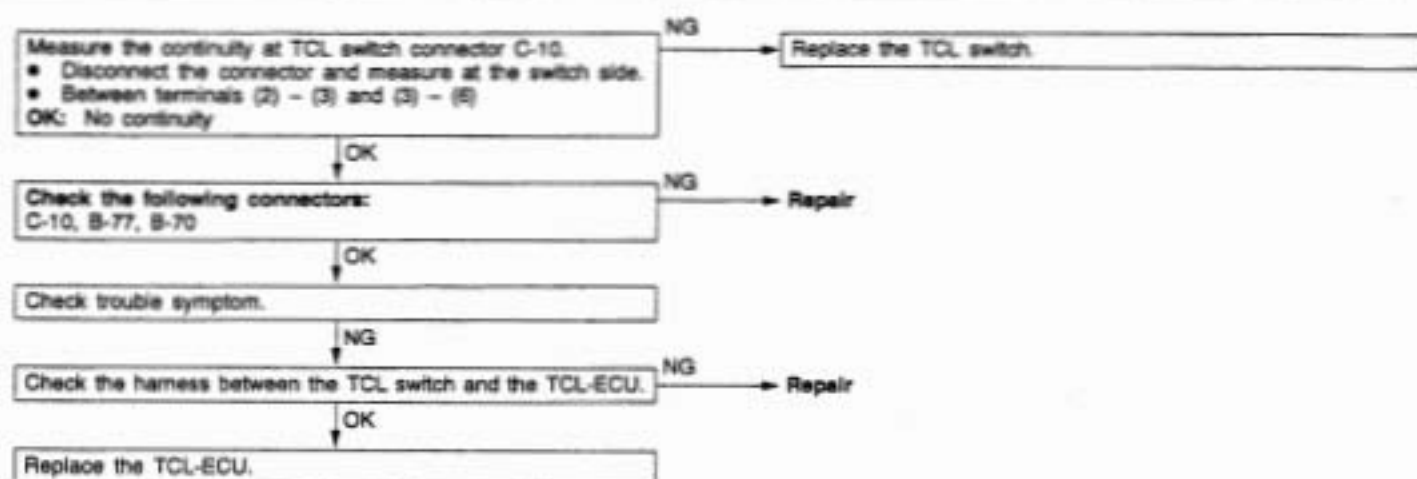 NG
Measure the continuity at TCL switch connector C-10.
• Disconnect the connector and measure at the switch side.
• Between terminals (2) – (3) and (3) – (6)
OK: No continuity
Replace the TCL switch.
OK
Check the following connectors:
C-10, B-77, B-70
NG
Repair
OK
Check trouble symptom.
NG
Check the harness between the TCL switch and the TCL-ECU.
NG
Repair
OK
Replace the TCL-ECU.